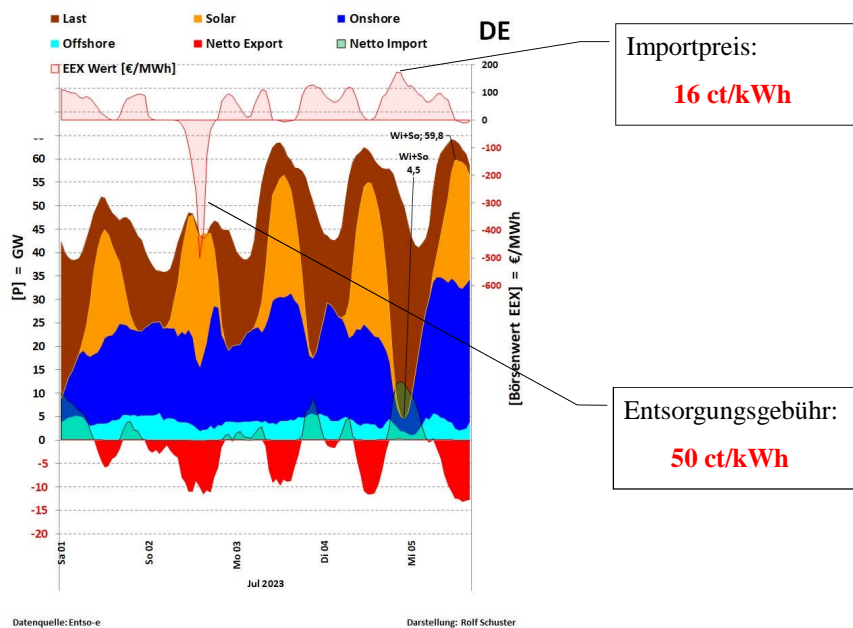 Last Solar Onshore
Offshore Netto Export Netto Import
DE
EEX Wert [€/MWh]
Importpreis:
16 ct/kWh
200
100
0
-100
-200
-300
-400
-500
-600
[Börsenwert EEX] = €/MWh
Wi+So; 59,8
Wi+So
4,5
60
55
50
45
40
35
30
25
20
15
10
5
0
-5
-10
-15
-20
[P] = GW
Entsorgungsgebühr:
50 ct/kWh
Sa 01
So 02
Mo 03
Di 04
Mi 05
Jul 2023
Datenquelle: Entso-e
Darstellung: Rolf Schuster